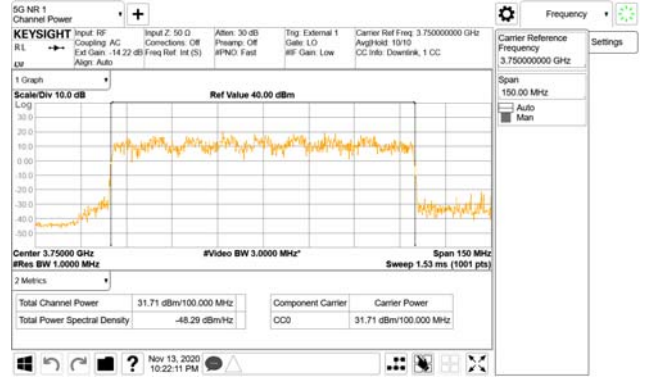 5G NR 1
Channel Power
+
Frequency
KEYSIGHT Input: RF Input Z: 50 Ω Atten: 30 dB Trig: External 1 Carrier Ref Freq: 3.750000000 GHz
RL Coupling: AC Corrections: Off Preamp: Off Gate: LO Avg|Hold: 10/10
Ext Gain: -14.22 dB Freq Ref: Int (S) #PNO: Fast #IF Gain: Low CC Info: Downlink, 1 CC
Align: Auto
Carrier Reference
Frequency
3.750000000 GHz
Settings
Span
150.00 MHz
Auto
Man
1 Graph
Scale/Div 10.0 dB Ref Value 40.00 dBm
Log
30.0
20.0
10.0
0.00
-10.0
-20.0
-30.0
-40.0
-50.0
Center 3.75000 GHz #Video BW 3.0000 MHz* Span 150 MHz
#Res BW 1.0000 MHz Sweep 1.53 ms (1001 pts)
2 Metrics
Total Channel Power 31.71 dBm/100.000 MHz Component Carrier Carrier Power
Total Power Spectral Density -48.29 dBm/Hz CC0 31.71 dBm/100.000 MHz
? Nov 13, 2020
10:22:11 PM